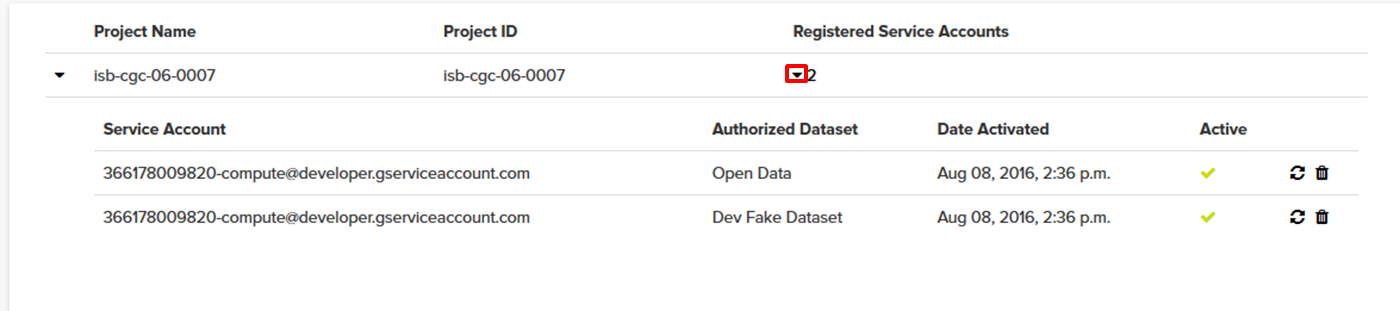 Project Name Project ID Registered Service Accounts
isb-cgc-06-0007 isb-cgc-06-0007 2
Service Account Authorized Dataset Date Activated Active
366178009820-compute@developer.gserviceaccount.com Open Data Aug 08, 2016, 2:36 p.m.
366178009820-compute@developer.gserviceaccount.com Dev Fake Dataset Aug 08, 2016, 2:36 p.m.